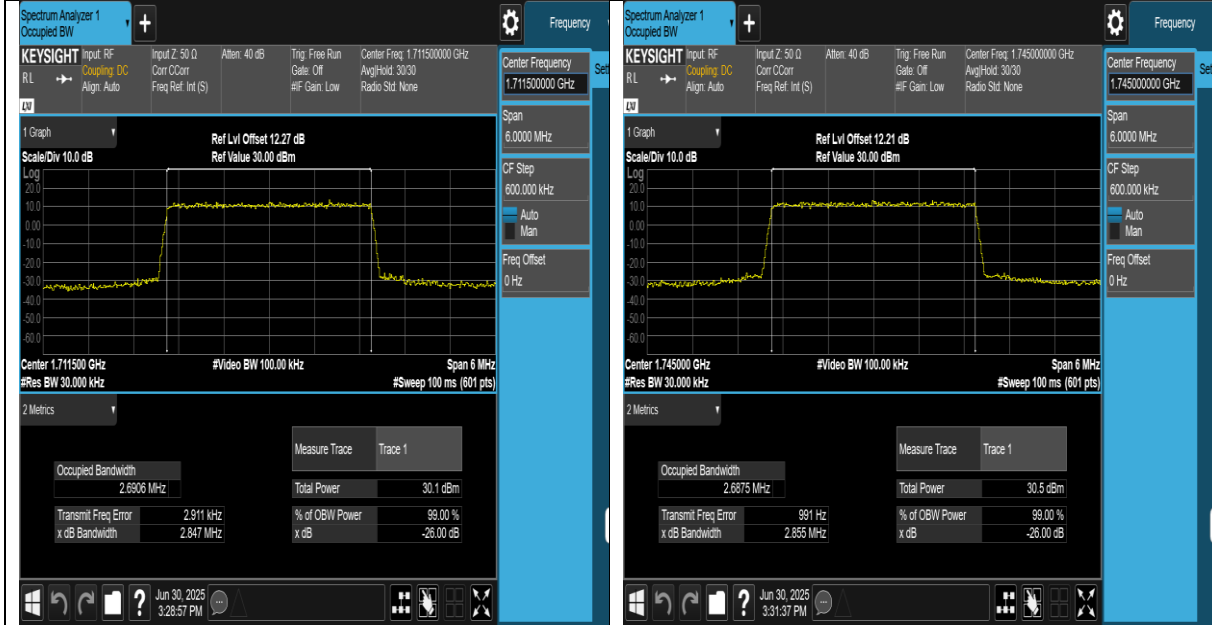 Spectrum Analyzer 1
Occupied BW
+
Frequency
KEYSIGHT Input: RF Input Z: 50 Ω Atten: 40 dB Trig: Free Run Center Freq: 1.711500000 GHz
RL Coupling: DC Corr CCorr Gate: Off Avg|Hold: 30/30
Align: Auto Freq Ref: Int (S) #IF Gain: Low Radio Std: None
LXI
Center Frequency
1.711500000 GHz
Span
6.0000 MHz
CF Step
600.000 kHz
Auto
Man
Freq Offset
0 Hz
1 Graph
Ref Lvl Offset 12.27 dB
Scale/Div 10.0 dB Ref Value 30.00 dBm
Log
20.0
10.0
0.00
-10.0
-20.0
-30.0
-40.0
-50.0
-60.0
Center 1.711500 GHz #Video BW 100.00 kHz Span 6 MHz
#Res BW 30.000 kHz #Sweep 100 ms (601 pts)
2 Metrics
Measure Trace Trace 1
Occupied Bandwidth
2.6906 MHz
Total Power 30.1 dBm
Transmit Freq Error 2.911 kHz % of OBW Power 99.00 %
x dB Bandwidth 2.847 MHz x dB -26.00 dB
?
Jun 30, 2025
3:28:57 PM
Spectrum Analyzer 1
Occupied BW
+
Frequency
KEYSIGHT Input: RF Input Z: 50 Ω Atten: 40 dB Trig: Free Run Center Freq: 1.745000000 GHz
RL Coupling: DC Corr CCorr Gate: Off Avg|Hold: 30/30
Align: Auto Freq Ref: Int (S) #IF Gain: Low Radio Std: None
LXI
Center Frequency
1.745000000 GHz
Span
6.0000 MHz
CF Step
600.000 kHz
Auto
Man
Freq Offset
0 Hz
1 Graph
Ref Lvl Offset 12.21 dB
Scale/Div 10.0 dB Ref Value 30.00 dBm
Log
20.0
10.0
0.00
-10.0
-20.0
-30.0
-40.0
-50.0
-60.0
Center 1.745000 GHz #Video BW 100.00 kHz Span 6 MHz
#Res BW 30.000 kHz #Sweep 100 ms (601 pts)
2 Metrics
Measure Trace Trace 1
Occupied Bandwidth
2.6875 MHz
Total Power 30.5 dBm
Transmit Freq Error 991 Hz % of OBW Power 99.00 %
x dB Bandwidth 2.855 MHz x dB -26.00 dB
?
Jun 30, 2025
3:31:37 PM